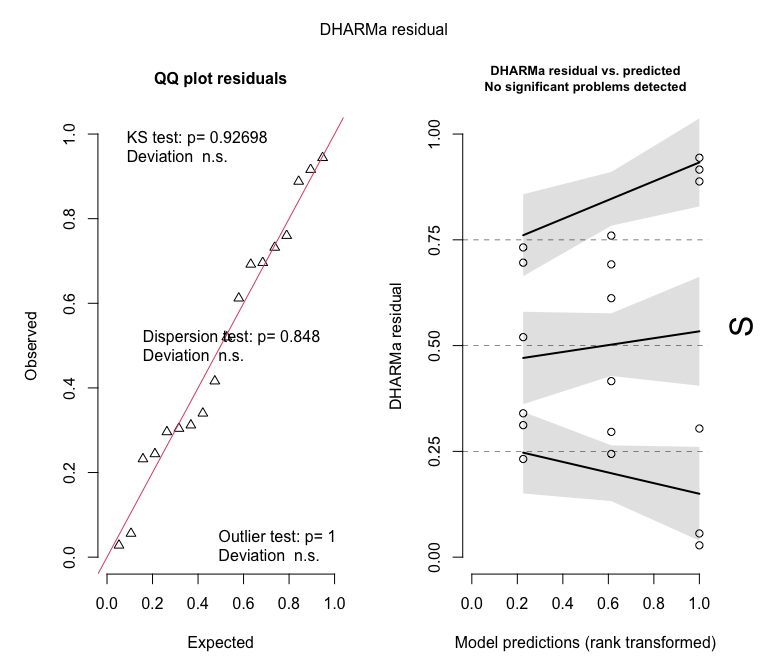 DHARMa residual
QQ plot residuals
KS test: p= 0.92698
Deviation n.s.
Dispersion test: p= 0.848
Deviation n.s.
Outlier test: p= 1
Deviation n.s.
Observed
0.0 0.2 0.4 0.6 0.8 1.0
0.0 0.2 0.4 0.6 0.8 1.0
Expected
DHARMa residual vs. predicted
No significant problems detected
DHARMa residual
0.00 0.25 0.50 0.75 1.00
0.0 0.2 0.4 0.6 0.8 1.0
Model predictions (rank transformed)
S